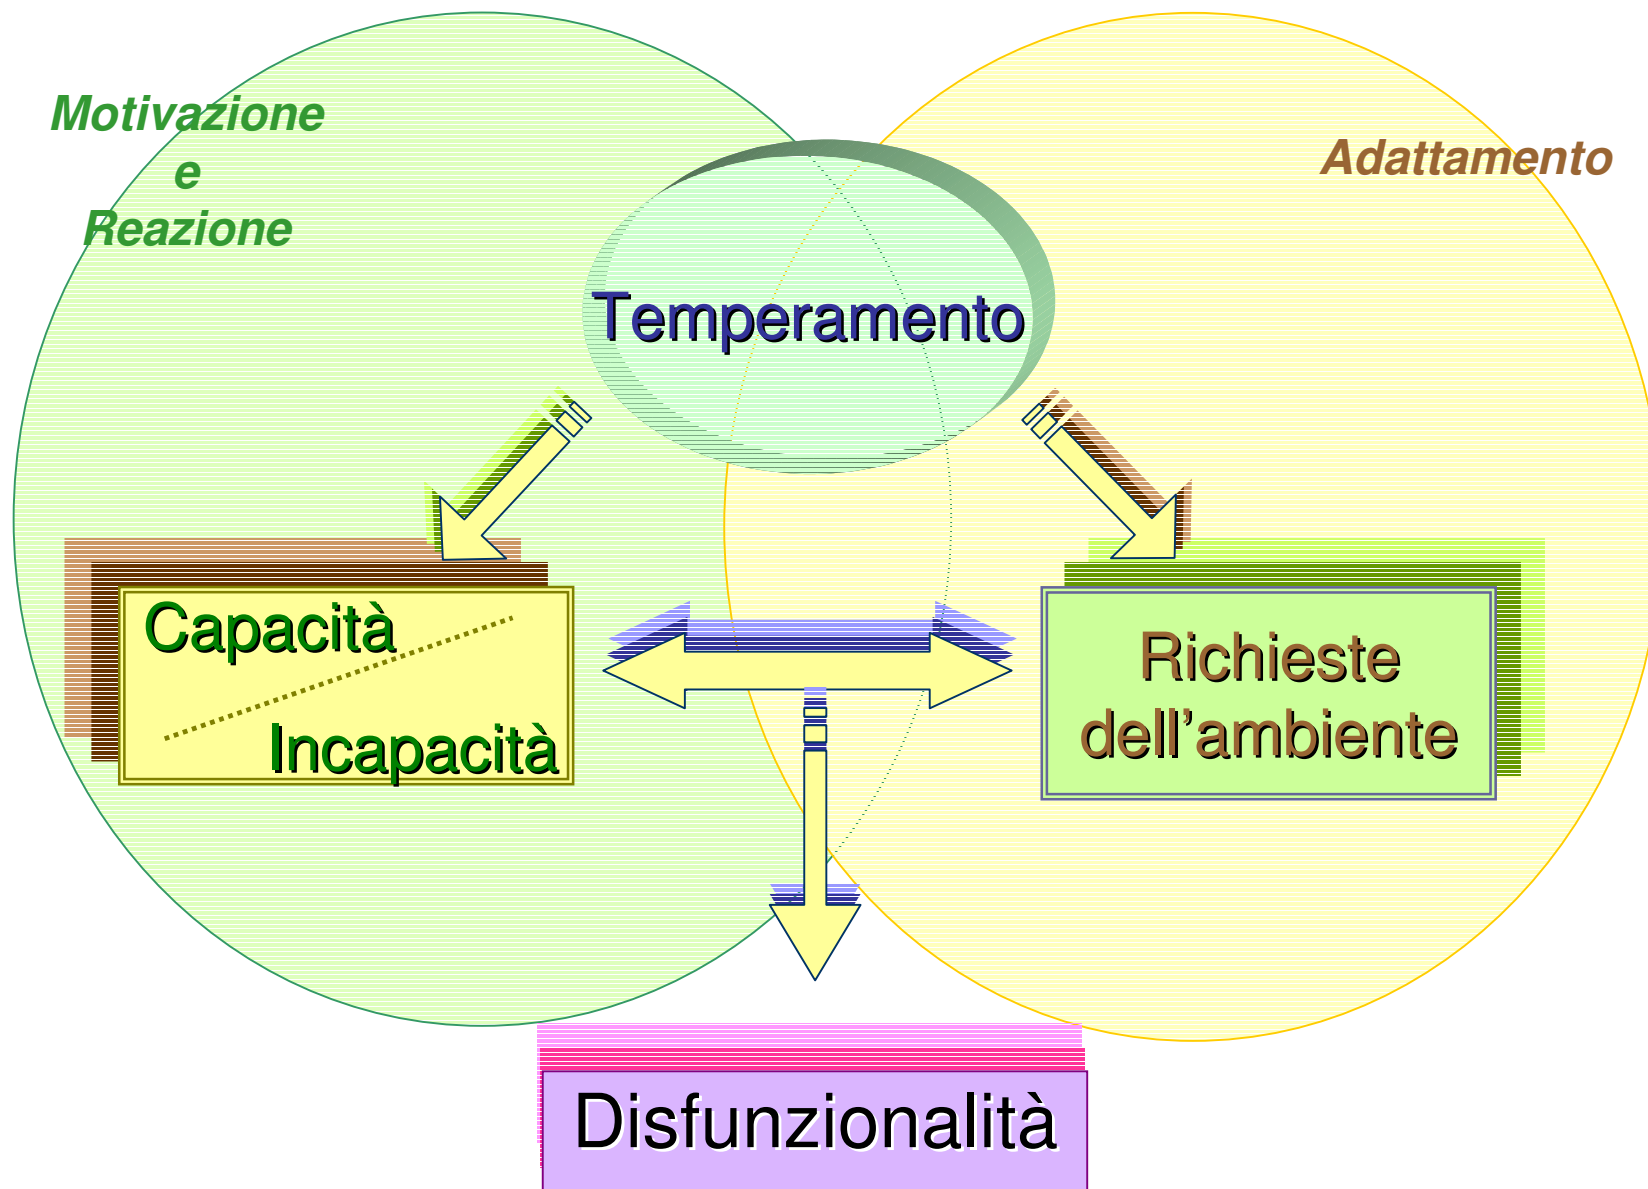 Motivazione
e
Reazione
Adattamento
Temperamento
Capacità
Incapacità
Richieste
dell’ambiente
Disfunzionalità